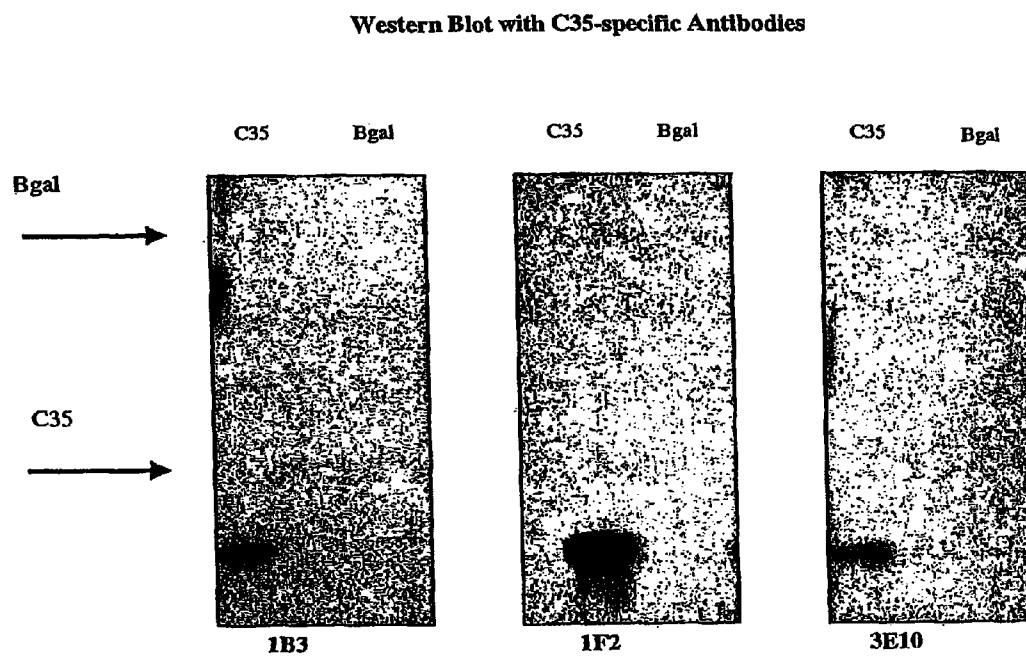 Western Blot with C35-specific Antibodies
C35 Bgal C35 Bgal C35 Bgal
Bgal
C35
1B3 1F2 3E10